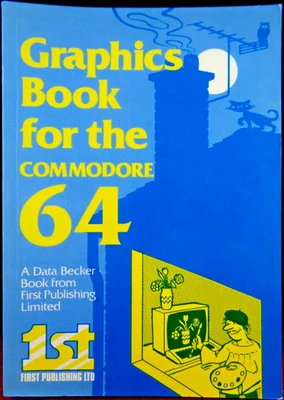 Graphics
Book
for the
COMMODORE
64
A Data Becker
Book from
First Publishing
Limited
1st
FIRST PUBLISHING LTD